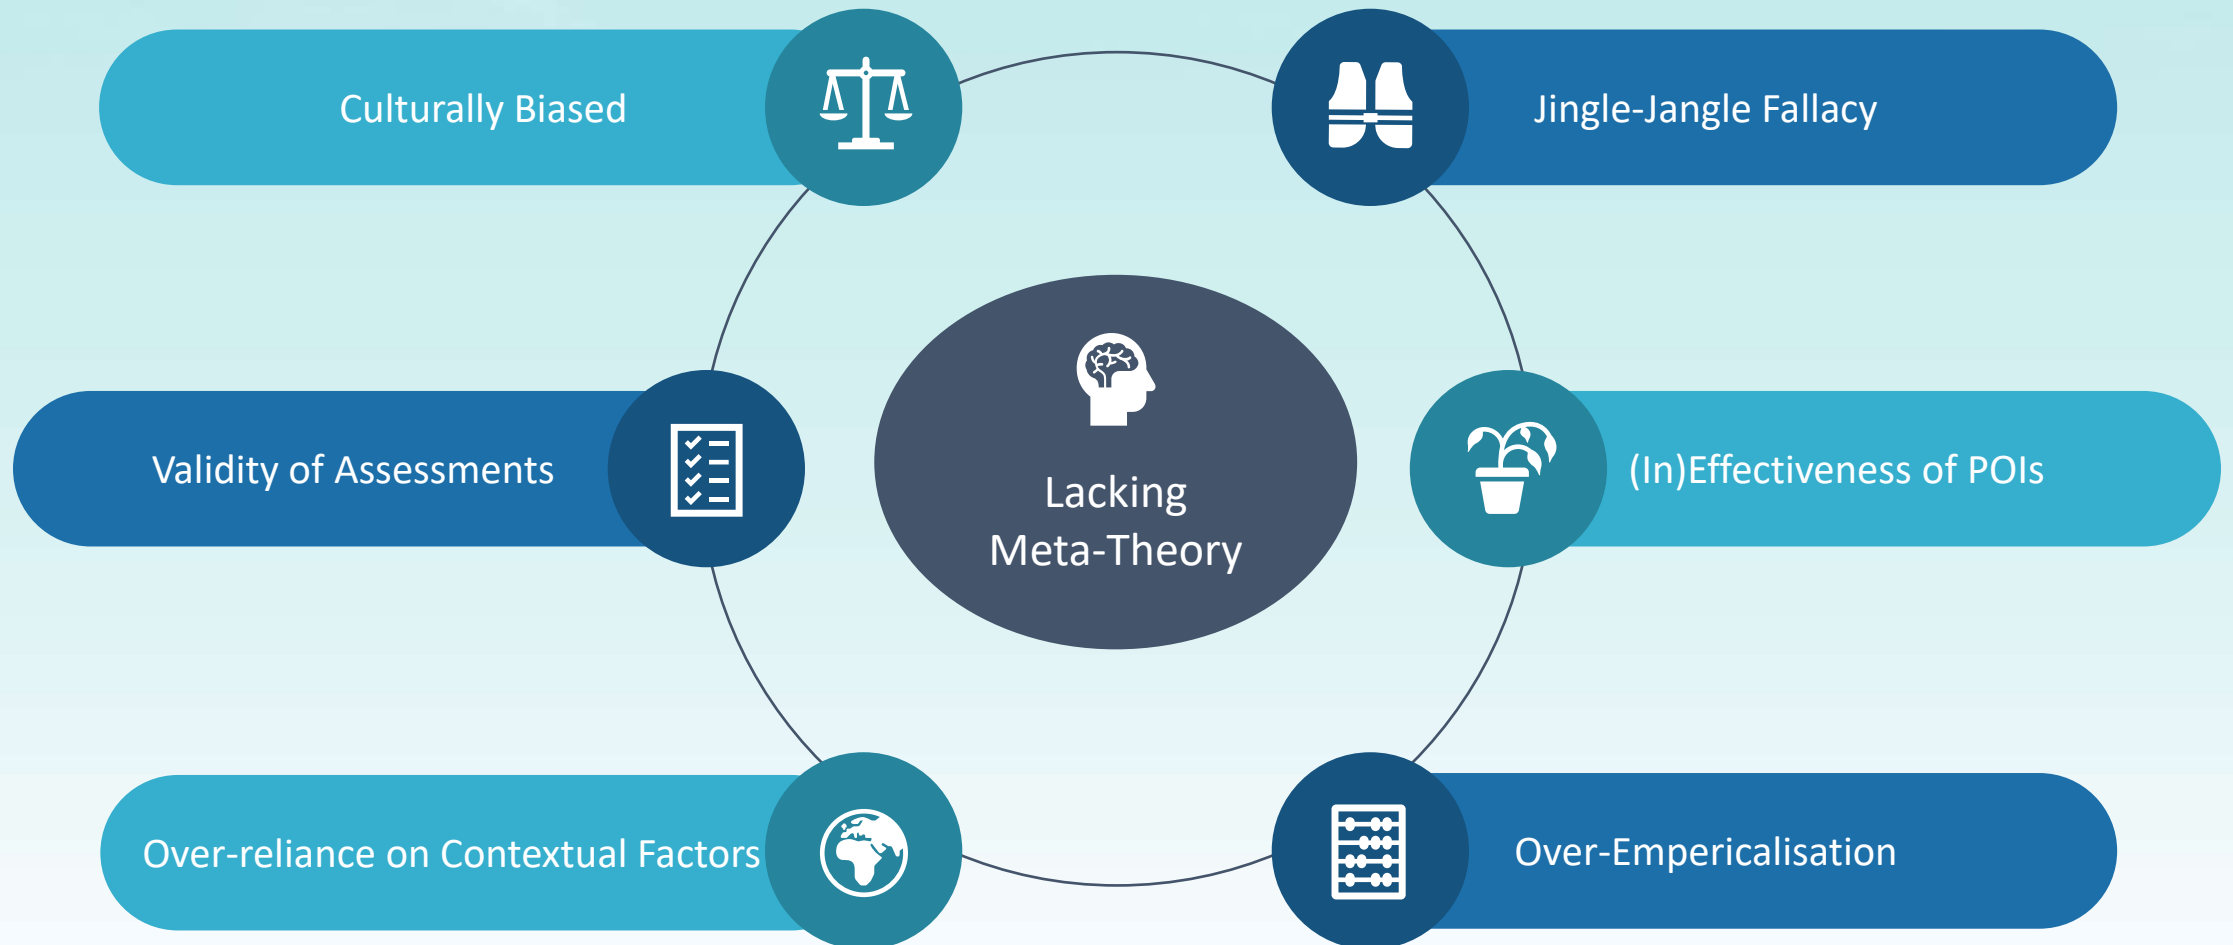 Culturally Biased
Jingle-Jangle Fallacy
Lacking
Meta-Theory
Validity of Assessments
(In)Effectiveness of POIs
Over-reliance on Contextual Factors
Over-Empericalisation